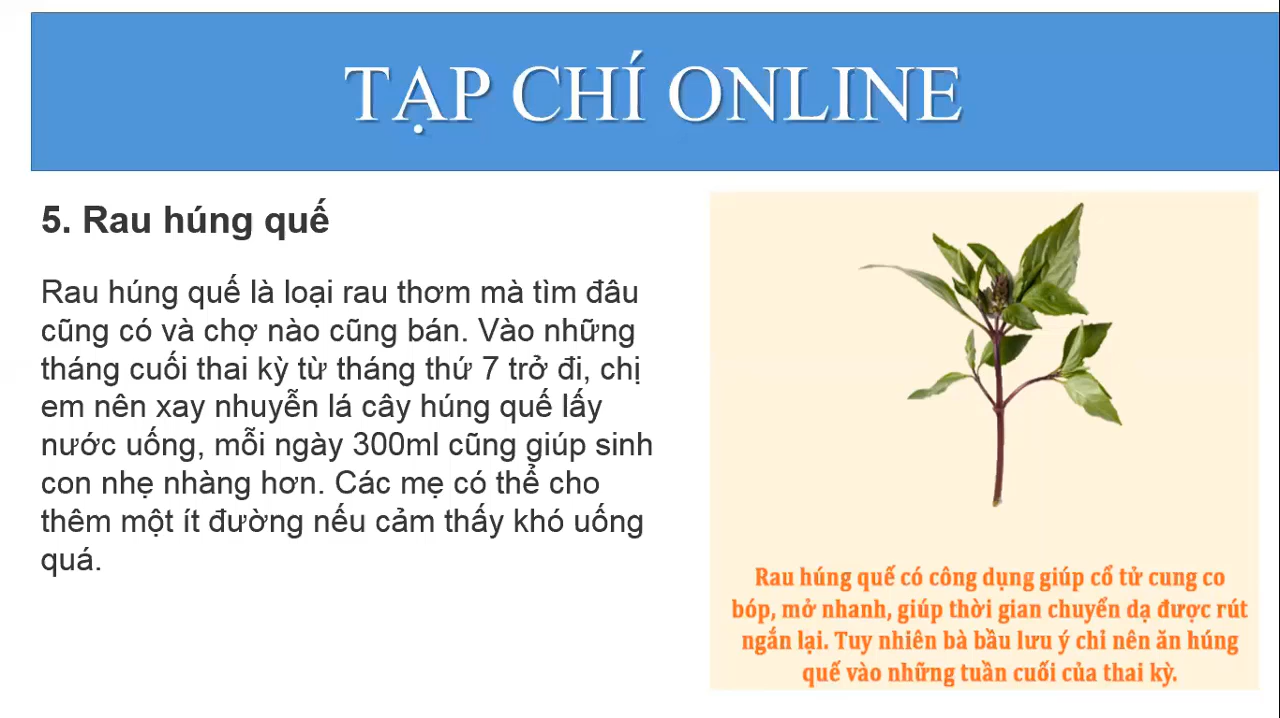 TẠP CHÍ ONLINE
5. Rau húng quế
Rau húng quế là loại rau thơm mà tìm đâu
cũng có và chợ nào cũng bán. Vào những
tháng cuối thai kỳ từ tháng thứ 7 trở đi, chị
em nên xay nhuyễn lá cây húng quế lấy
nước uống, mỗi ngày 300ml cũng giúp sinh
con nhẹ nhàng hơn. Các mẹ có thể cho
thêm một ít đường nếu cảm thấy khó uống
quá.
Rau húng quế có công dụng giúp cổ tử cung co
bóp, mở nhanh, giúp thời gian chuyển dạ được rút
ngắn lại. Tuy nhiên bà bầu lưu ý chỉ nên ăn húng
quế vào những tuần cuối của thai kỳ.